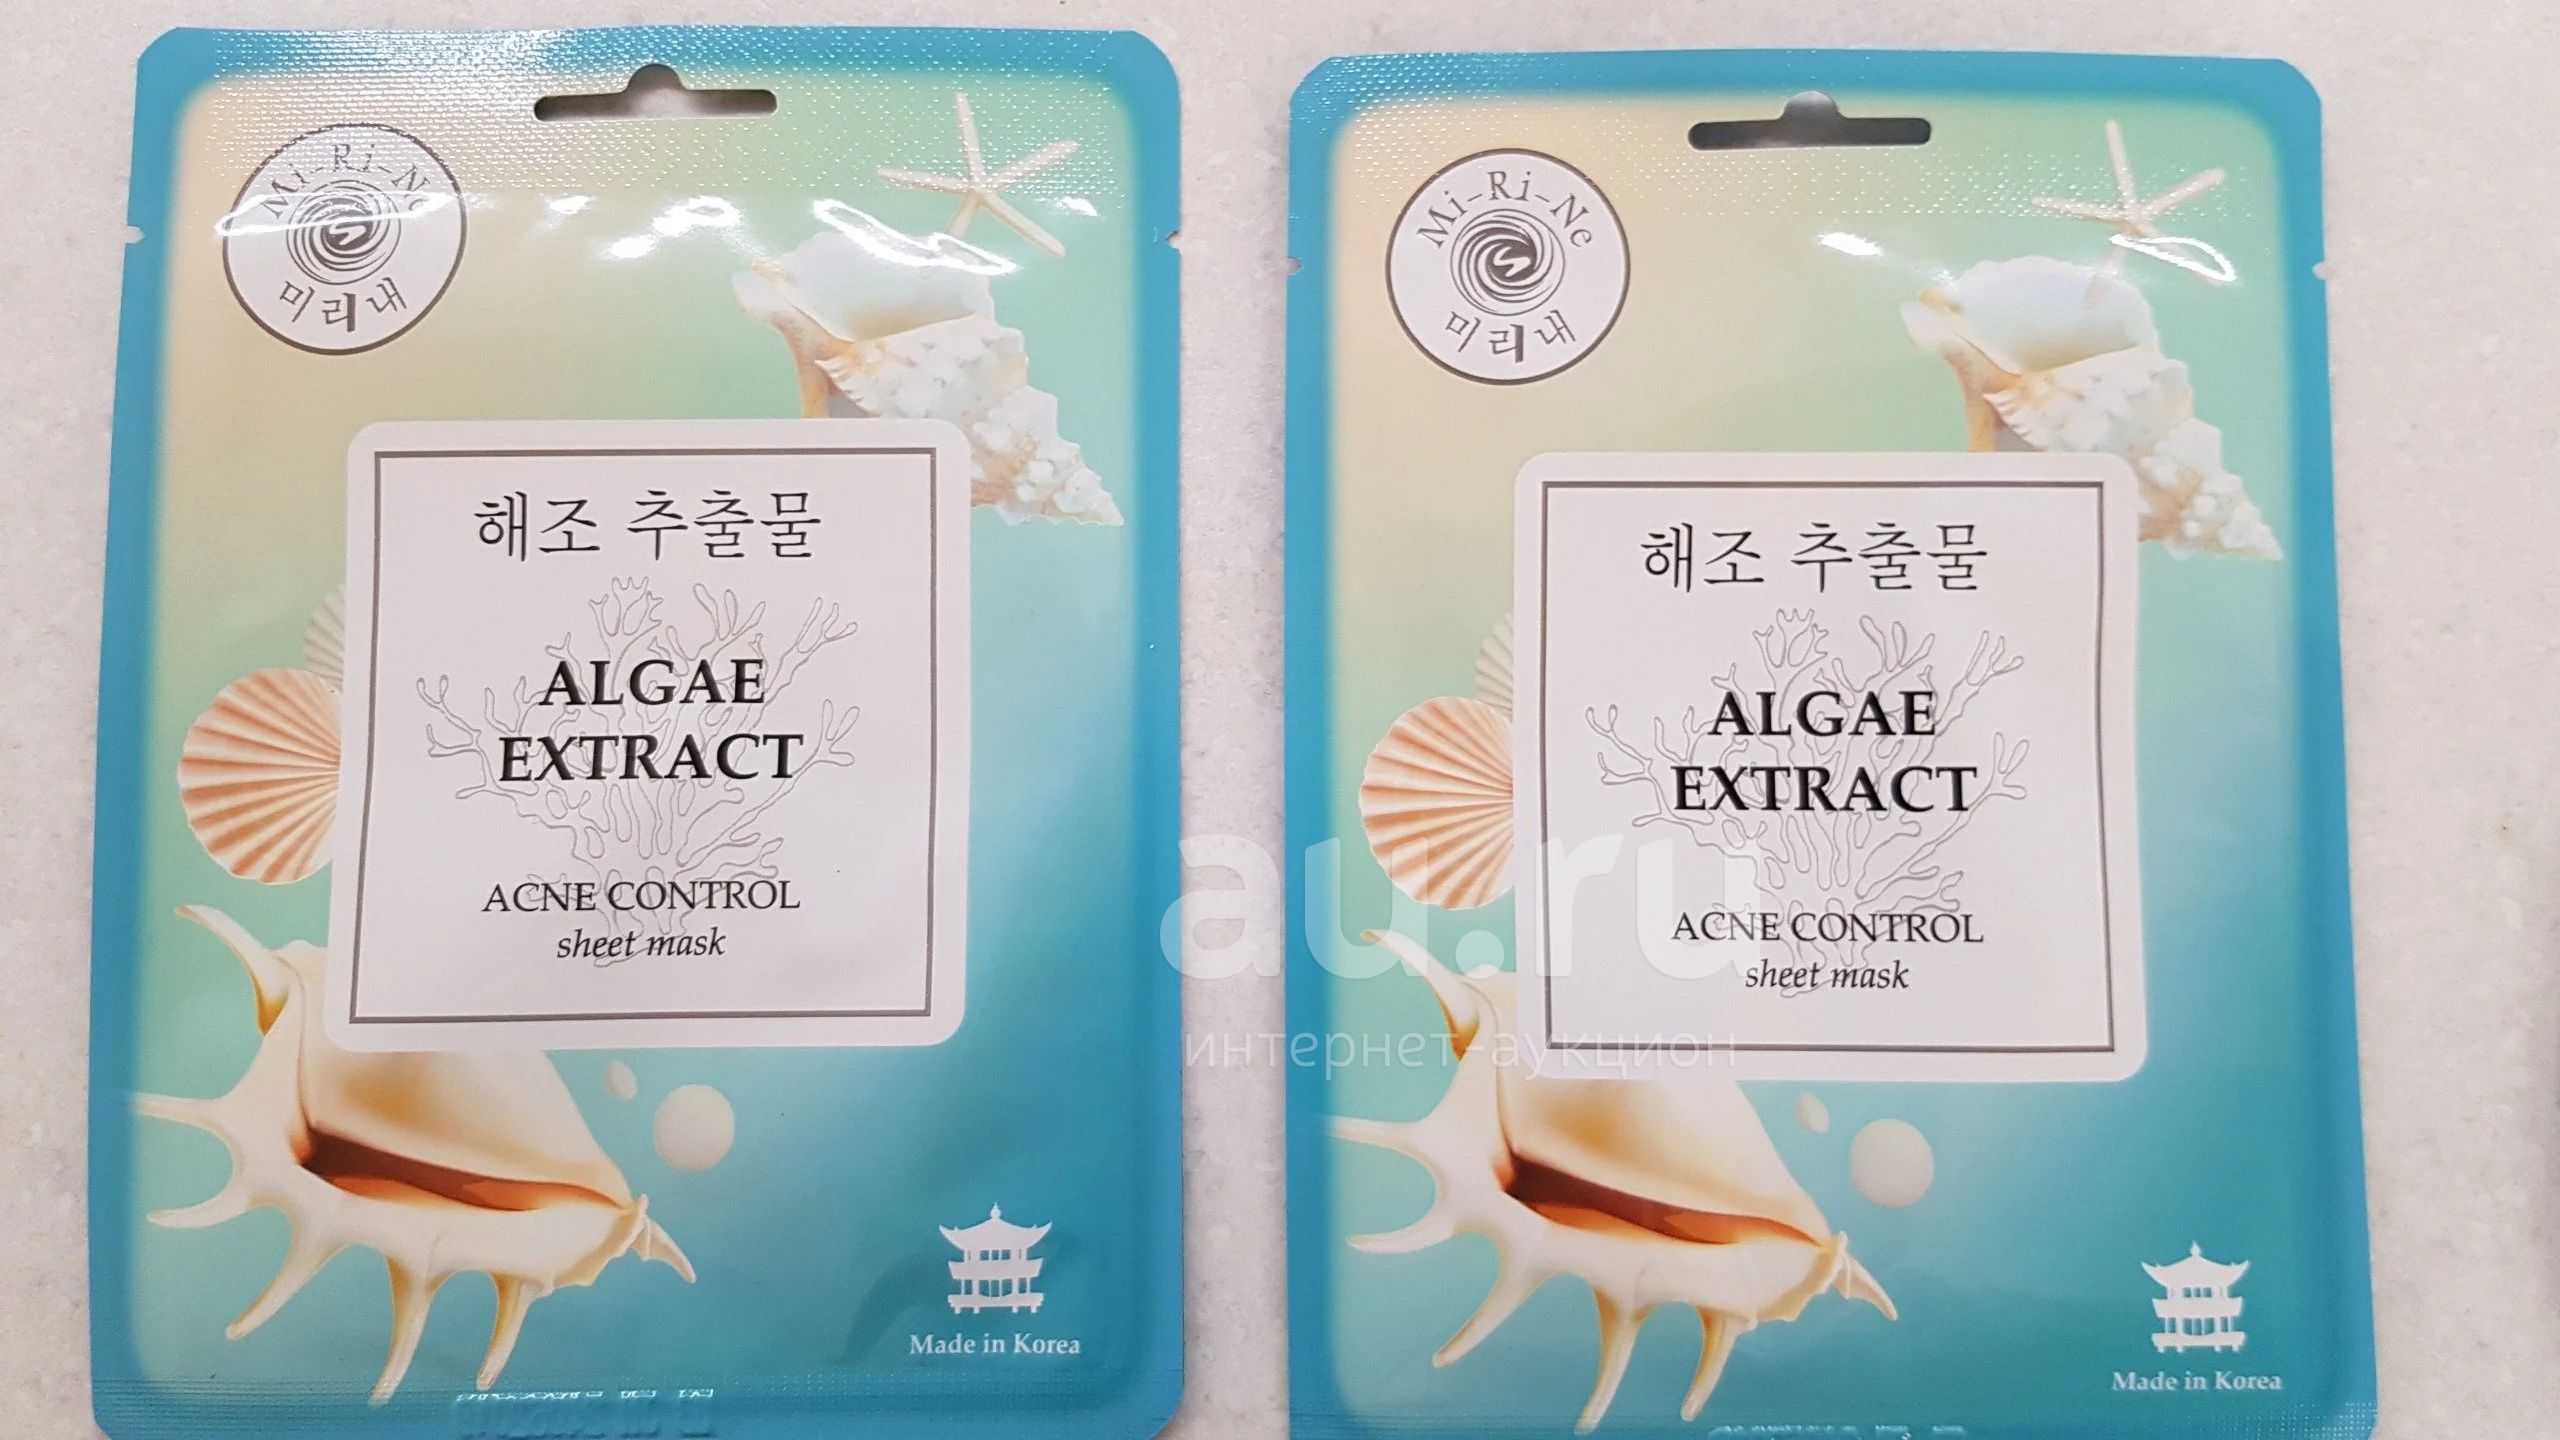 Mi-Ri-Ne
미리내
해조 추출물
ALGAE
EXTRACT
ACNE CONTROL
sheet mask
Made in Korea
Mi-Ri-Ne
미리내
해조 추출물
ALGAE
EXTRACT
ACNE CONTROL
sheet mask
Made in Korea
au.ru
интернет-аукцион